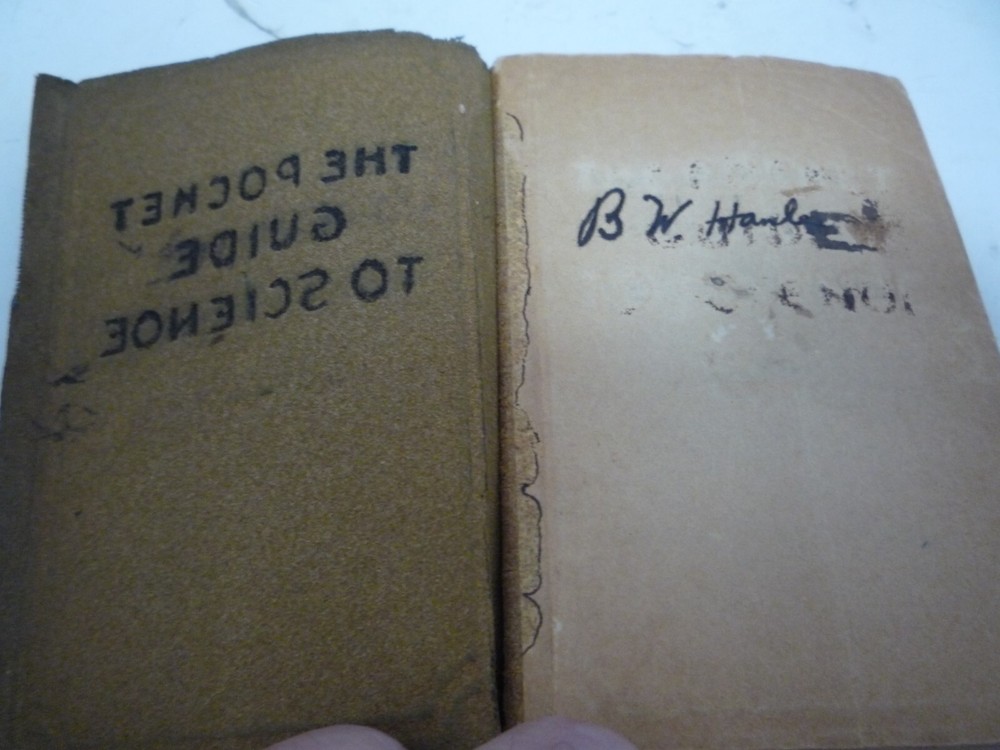 THE POCKET
GUIDE
TO SCIENCE
B W.